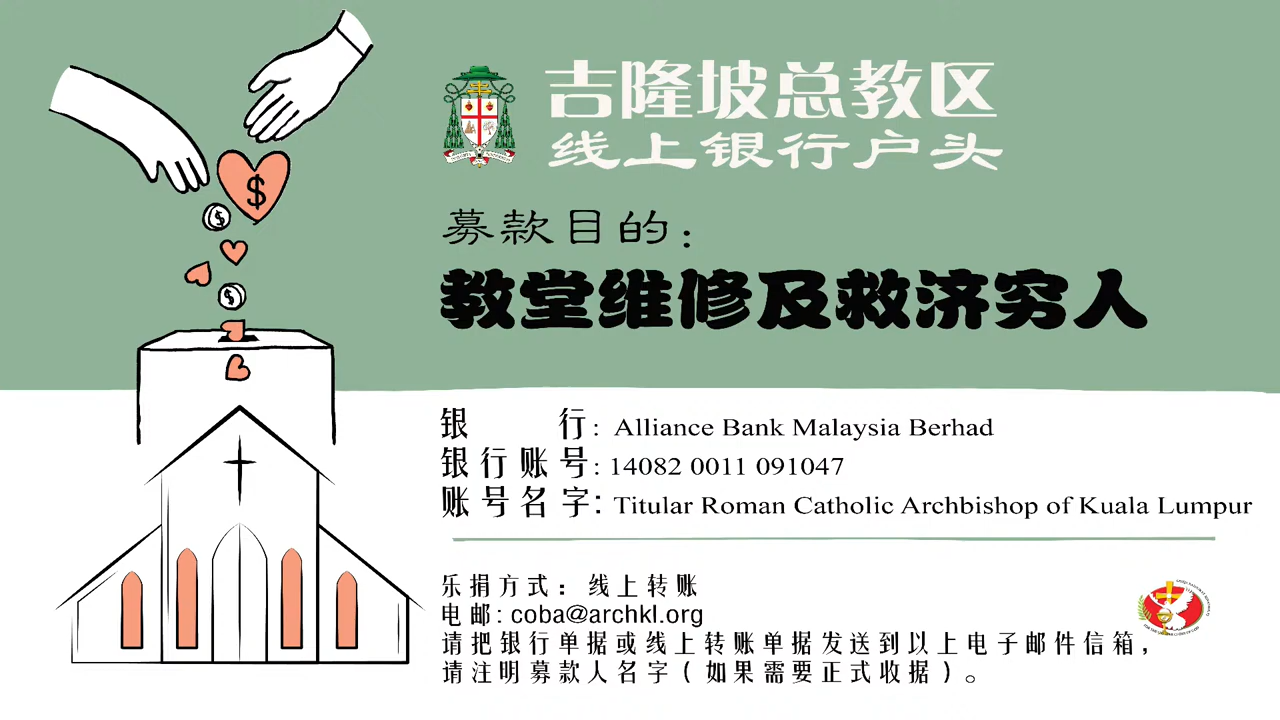 吉隆坡总教区
线上银行户头
募款目的：
教堂维修及救济穷人
银行: Alliance Bank Malaysia Berhad
银行账号: 14082 0011 091047
账号名字: Titular Roman Catholic Archbishop of Kuala Lumpur
乐捐方式：线上转账
电邮: coba@archkl.org
请把银行单据或线上转账单据发送到以上电子邮件信箱，
请注明募款人名字（如果需要正式收据）。
$
$
$